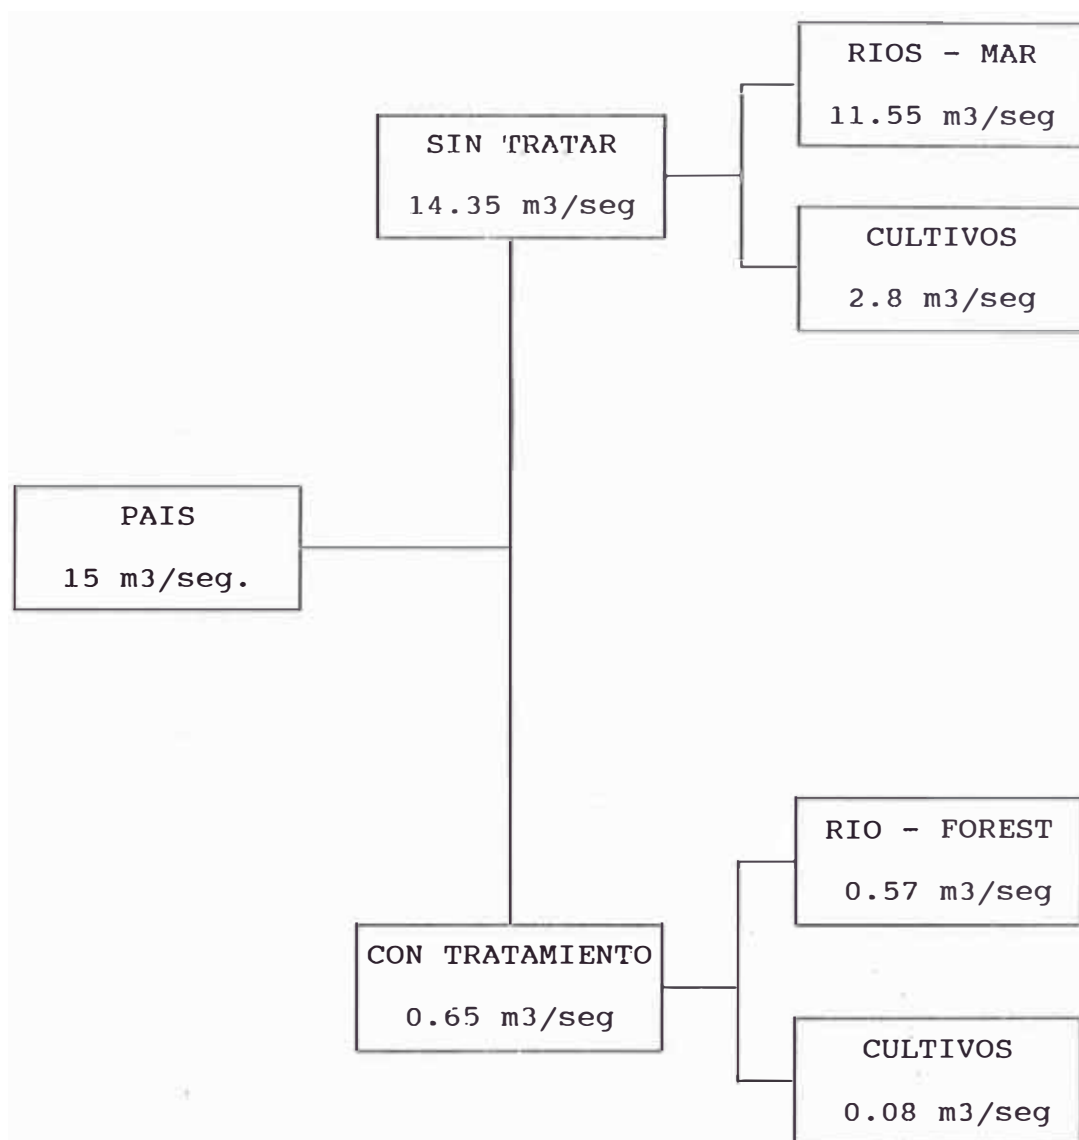 RIOS - MAR
11.55 m3/seg
SIN TRATAR
14.35 m3/seg
CULTIVOS
2.8 m3/seg
PAIS
15 m3/seg.
RIO - FOREST
0.57 m3/seg
CON TRATAMIENTO
0.65 m3/seg
CULTIVOS
0.08 m3/seg